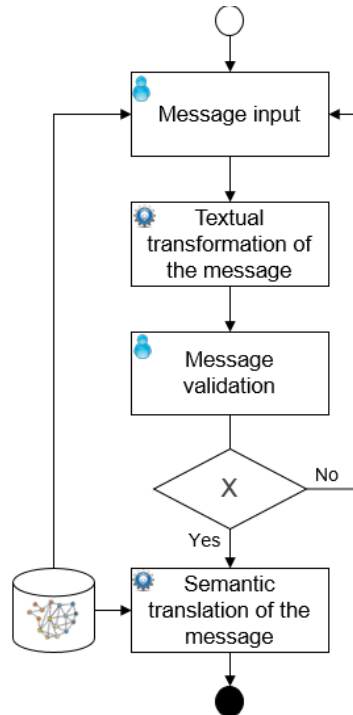 Message input
Textual
transformation of
the message
Message
validation
X
No
Yes
Semantic
translation of the
message